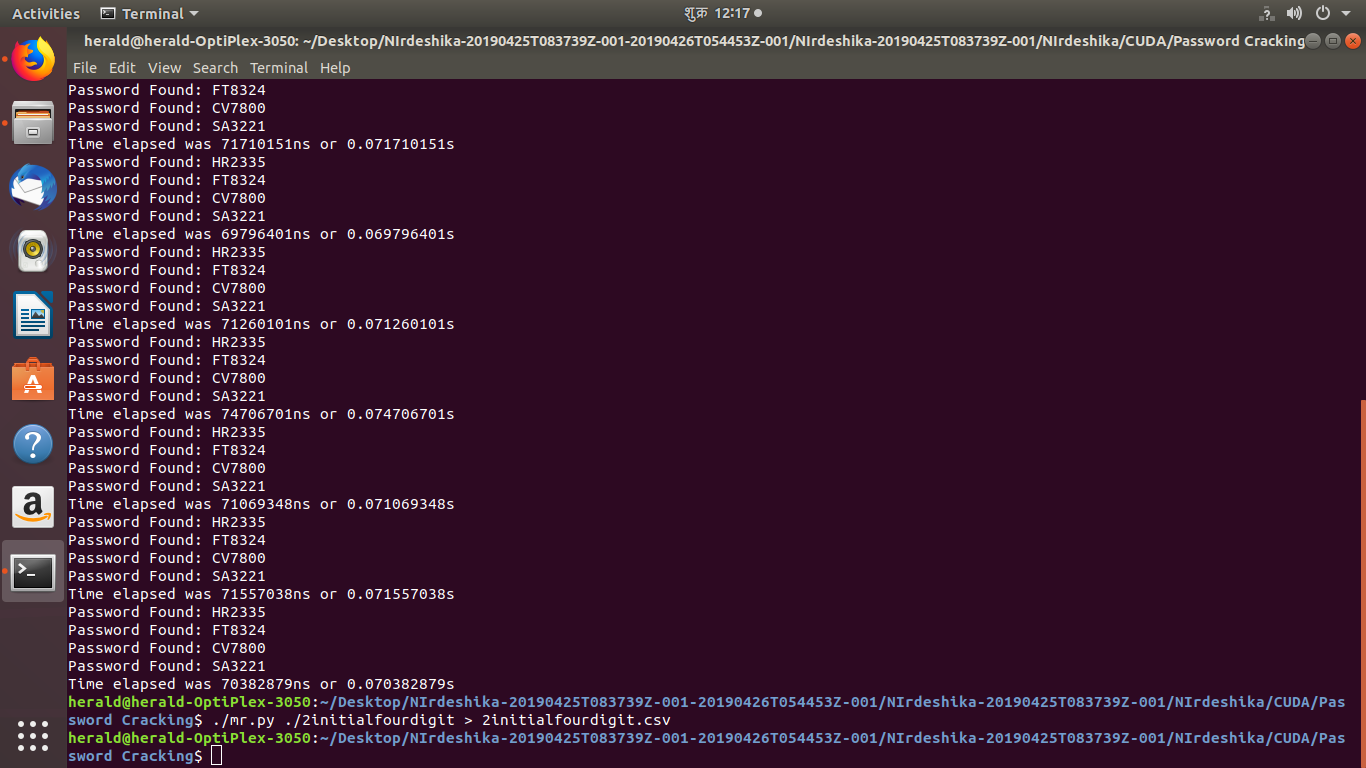 Activities Terminal शुक्र 12:17
herald@herald-OptiPlex-3050: ~/Desktop/NIrdeshika-20190425T083739Z-001-20190426T054453Z-001/NIrdeshika-20190425T083739Z-001/NIrdeshika/CUDA/Password Cracking
File Edit View Search Terminal Help
Password Found: FT8324
Password Found: CV7800
Password Found: SA3221
Time elapsed was 71710151ns or 0.071710151s
Password Found: HR2335
Password Found: FT8324
Password Found: CV7800
Password Found: SA3221
Time elapsed was 69796401ns or 0.069796401s
Password Found: HR2335
Password Found: FT8324
Password Found: CV7800
Password Found: SA3221
Time elapsed was 71260101ns or 0.071260101s
Password Found: HR2335
Password Found: FT8324
Password Found: CV7800
Password Found: SA3221
Time elapsed was 74706701ns or 0.074706701s
Password Found: HR2335
Password Found: FT8324
Password Found: CV7800
Password Found: SA3221
Time elapsed was 71069348ns or 0.071069348s
Password Found: HR2335
Password Found: FT8324
Password Found: CV7800
Password Found: SA3221
Time elapsed was 71557038ns or 0.071557038s
Password Found: HR2335
Password Found: FT8324
Password Found: CV7800
Password Found: SA3221
Time elapsed was 70382879ns or 0.070382879s
herald@herald-OptiPlex-3050:~/Desktop/NIrdeshika-20190425T083739Z-001-20190426T054453Z-001/NIrdeshika-20190425T083739Z-001/NIrdeshika/CUDA/Pas
sword Cracking$ ./mr.py ./2initialfourdigit > 2initialfourdigit.csv
herald@herald-OptiPlex-3050:~/Desktop/NIrdeshika-20190425T083739Z-001-20190426T054453Z-001/NIrdeshika-20190425T083739Z-001/NIrdeshika/CUDA/Pas
sword Cracking$